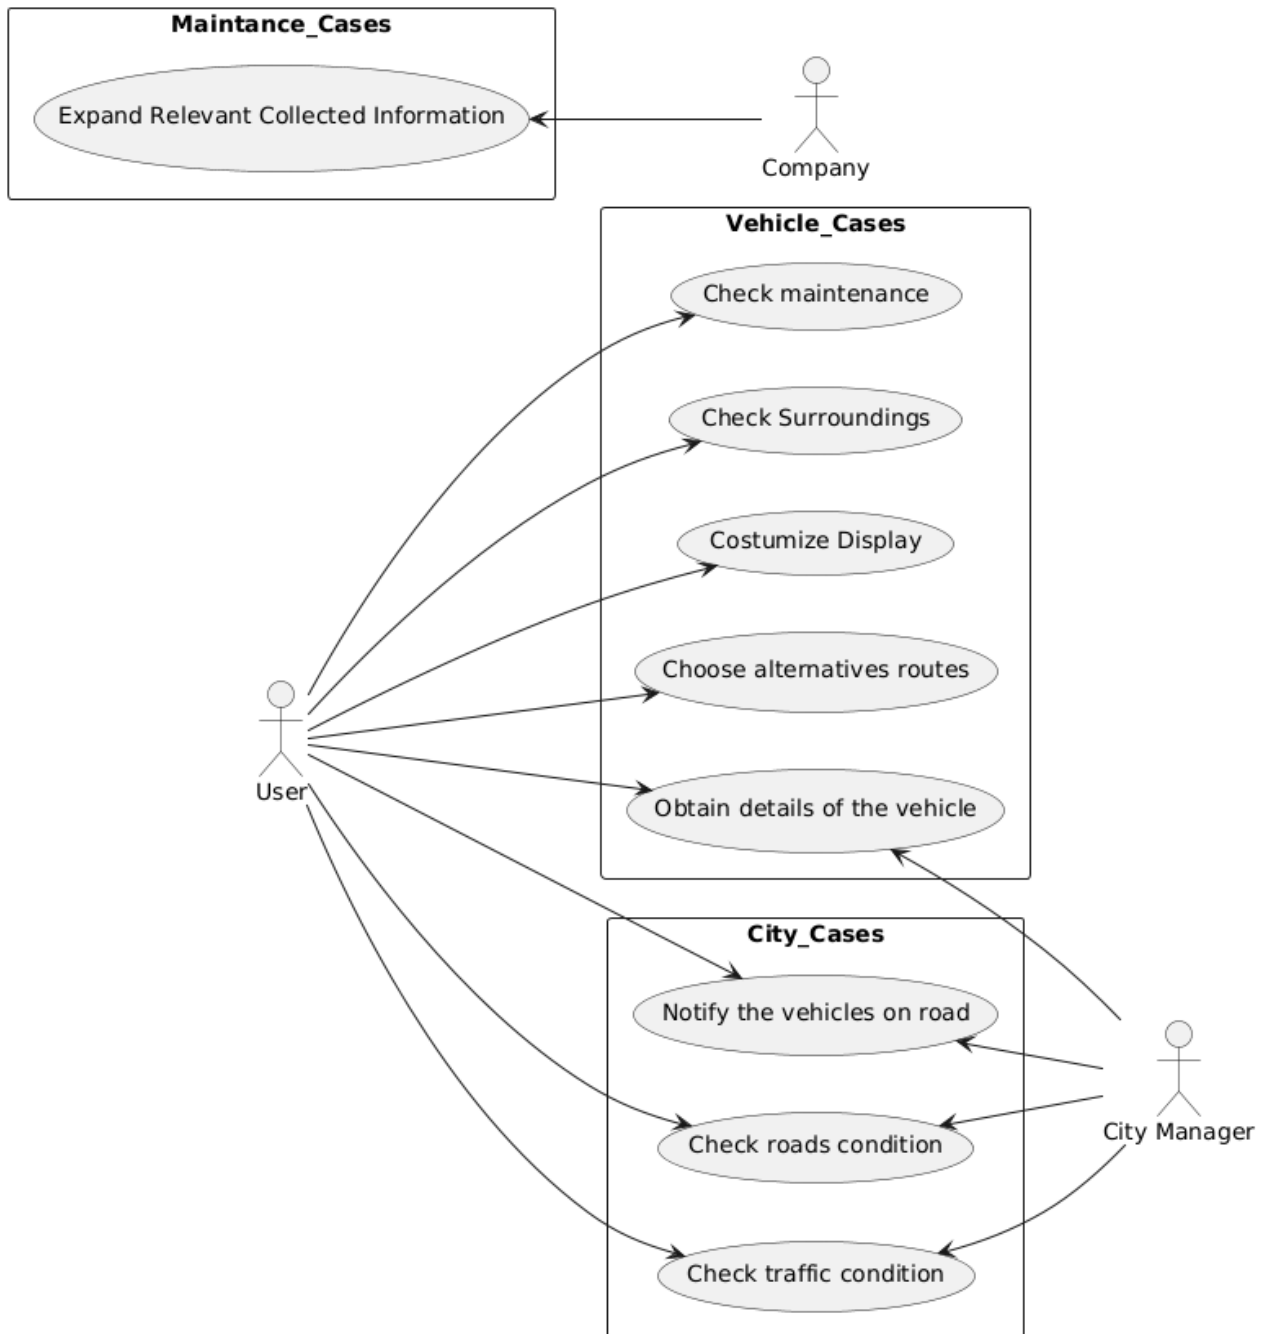 Maintance_Cases
Expand Relevant Collected Information
Company
Vehicle_Cases
Check maintenance
Check Surroundings
Costumize Display
Choose alternatives routes
User
Obtain details of the vehicle
City_Cases
Notify the vehicles on road
City Manager
Check roads condition
Check traffic condition